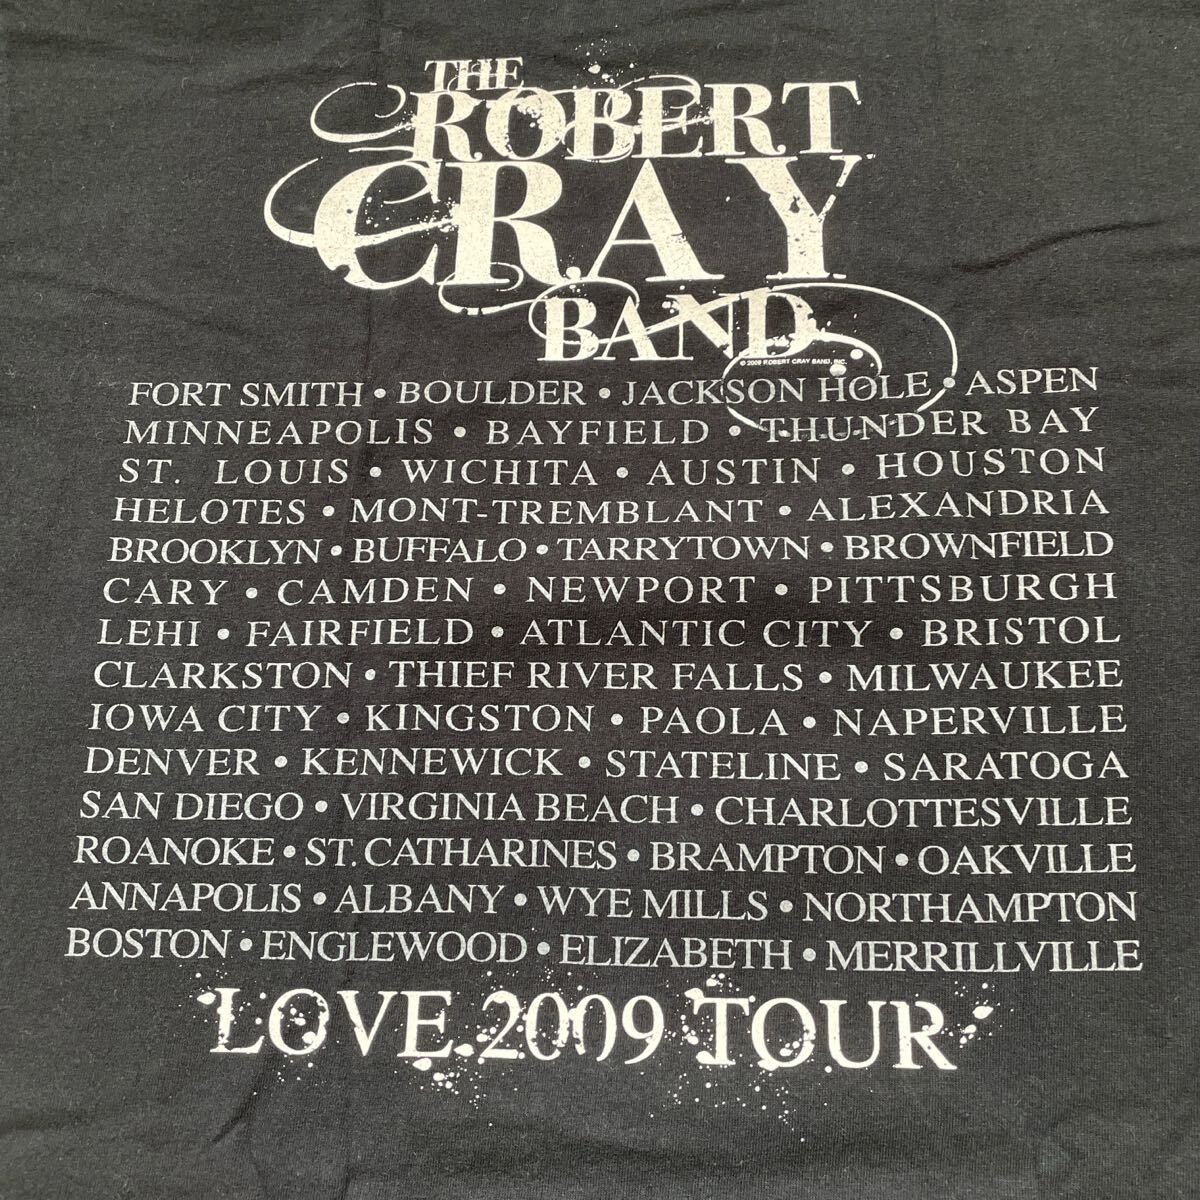 THE
ROBERT
CRAY
BAND
© 2009 ROBERT CRAY BAND, INC.
FORT SMITH • BOULDER • JACKSON HOLE • ASPEN
MINNEAPOLIS • BAYFIELD • THUNDER BAY
ST. LOUIS • WICHITA • AUSTIN • HOUSTON
HELOTES • MONT-TREMBLANT • ALEXANDRIA
BROOKLYN • BUFFALO • TARRYTOWN • BROWNFIELD
CARY • CAMDEN • NEWPORT • PITTSBURGH
LEHI • FAIRFIELD • ATLANTIC CITY • BRISTOL
CLARKSTON • THIEF RIVER FALLS • MILWAUKEE
IOWA CITY • KINGSTON • PAOLA • NAPERVILLE
DENVER • KENNEWICK • STATELINE • SARATOGA
SAN DIEGO • VIRGINIA BEACH • CHARLOTTESVILLE
ROANOKE • ST. CATHARINES • BRAMPTON • OAKVILLE
ANNAPOLIS • ALBANY • WYE MILLS • NORTHAMPTON
BOSTON • ENGLEWOOD • ELIZABETH • MERRILLVILLE
LOVE 2009 TOUR